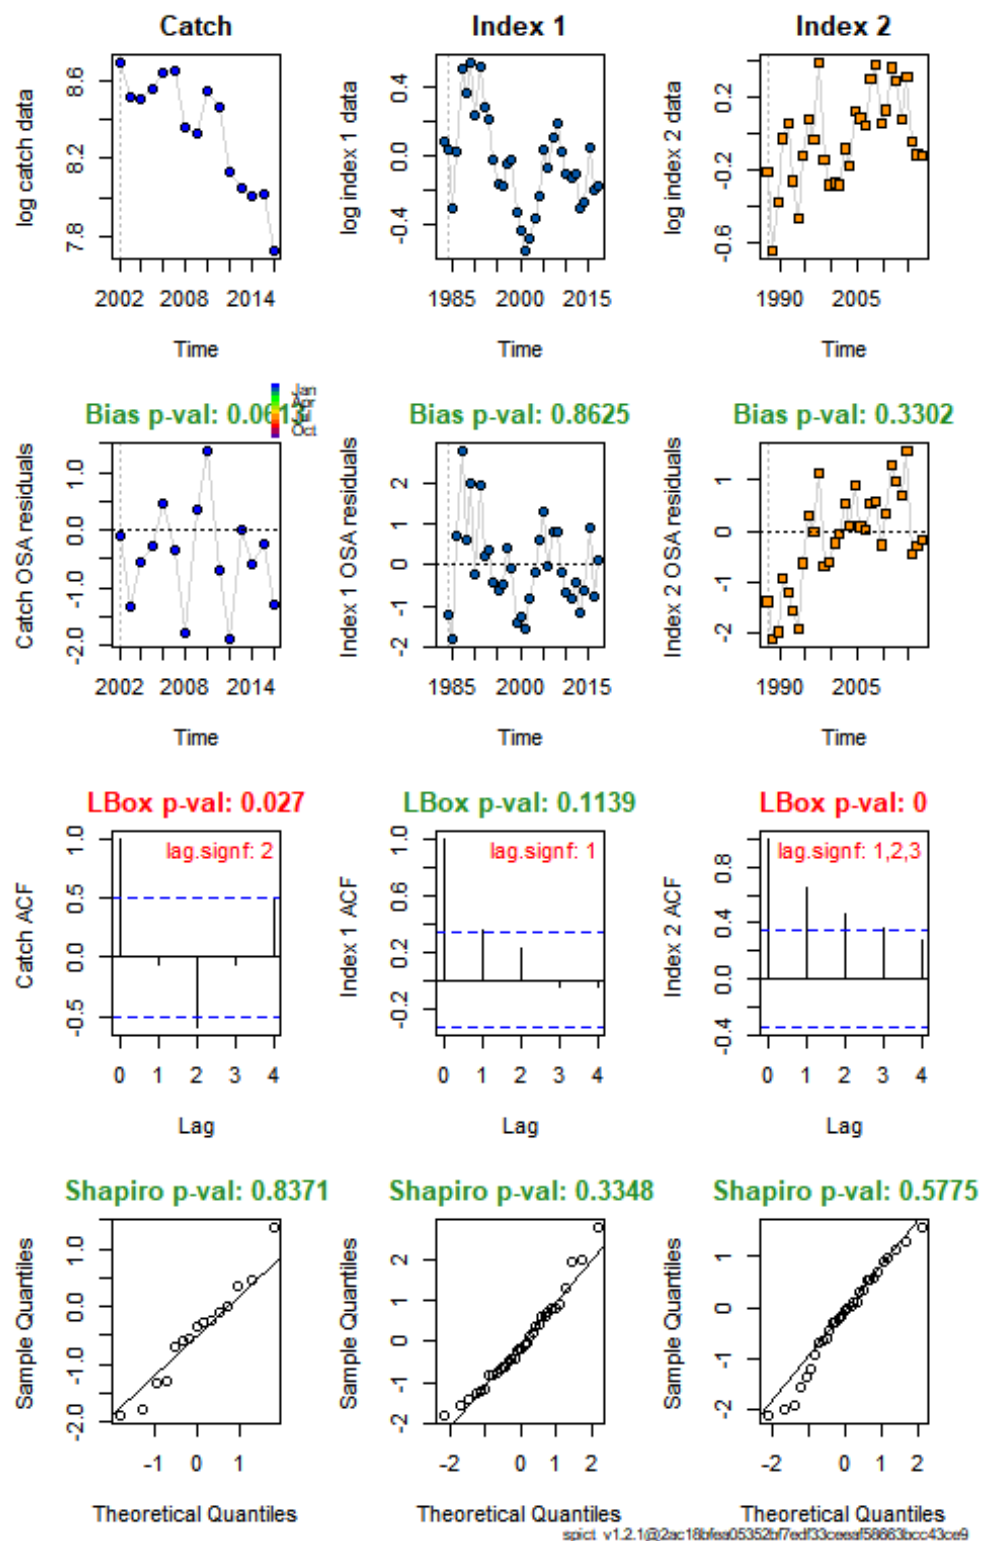 Catch Index 1 Index 2
log catch data
7.8 8.2 8.6
2002 2008 2014
Time
log index 1 data
-0.4 0.0 0.4
1985 2000 2015
Time
log index 2 data
-0.6 -0.2 0.2
1990 2005
Time
Jan
Apr
Jul
Oct
Bias p-val: 0.0613 Bias p-val: 0.8625 Bias p-val: 0.3302
Catch OSA residuals
-2.0 -1.0 0.0 1.0
2002 2008 2014
Time
Index 1 OSA residuals
-2 -1 0 1 2
1985 2000 2015
Time
Index 2 OSA residuals
-2 -1 0 1
1990 2005
Time
LBox p-val: 0.027 LBox p-val: 0.1139 LBox p-val: 0
lag.signf: 2
Catch ACF
-0.5 0.0 0.5 1.0
0 1 2 3 4
Lag
lag.signf: 1
Index 1 ACF
-0.2 0.2 0.6 1.0
0 1 2 3 4
Lag
lag.signf: 1,2,3
Index 2 ACF
-0.4 0.0 0.4 0.8
0 1 2 3 4
Lag
Shapiro p-val: 0.8371 Shapiro p-val: 0.3348 Shapiro p-val: 0.5775
Sample Quantiles
-2.0 -1.0 0.0 1.0
-1 0 1
Theoretical Quantiles
Sample Quantiles
-2 -1 0 1 2
-2 0 1 2
Theoretical Quantiles
Sample Quantiles
-2 -1 0 1
-2 0 1 2
Theoretical Quantiles